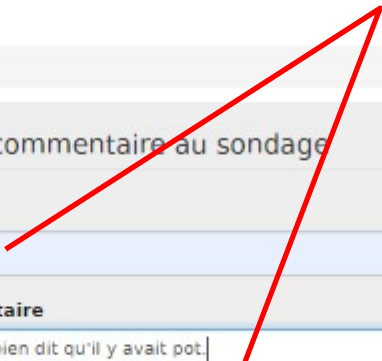 commentaire au sondage
taire
bien dit qu'il y avait pot.